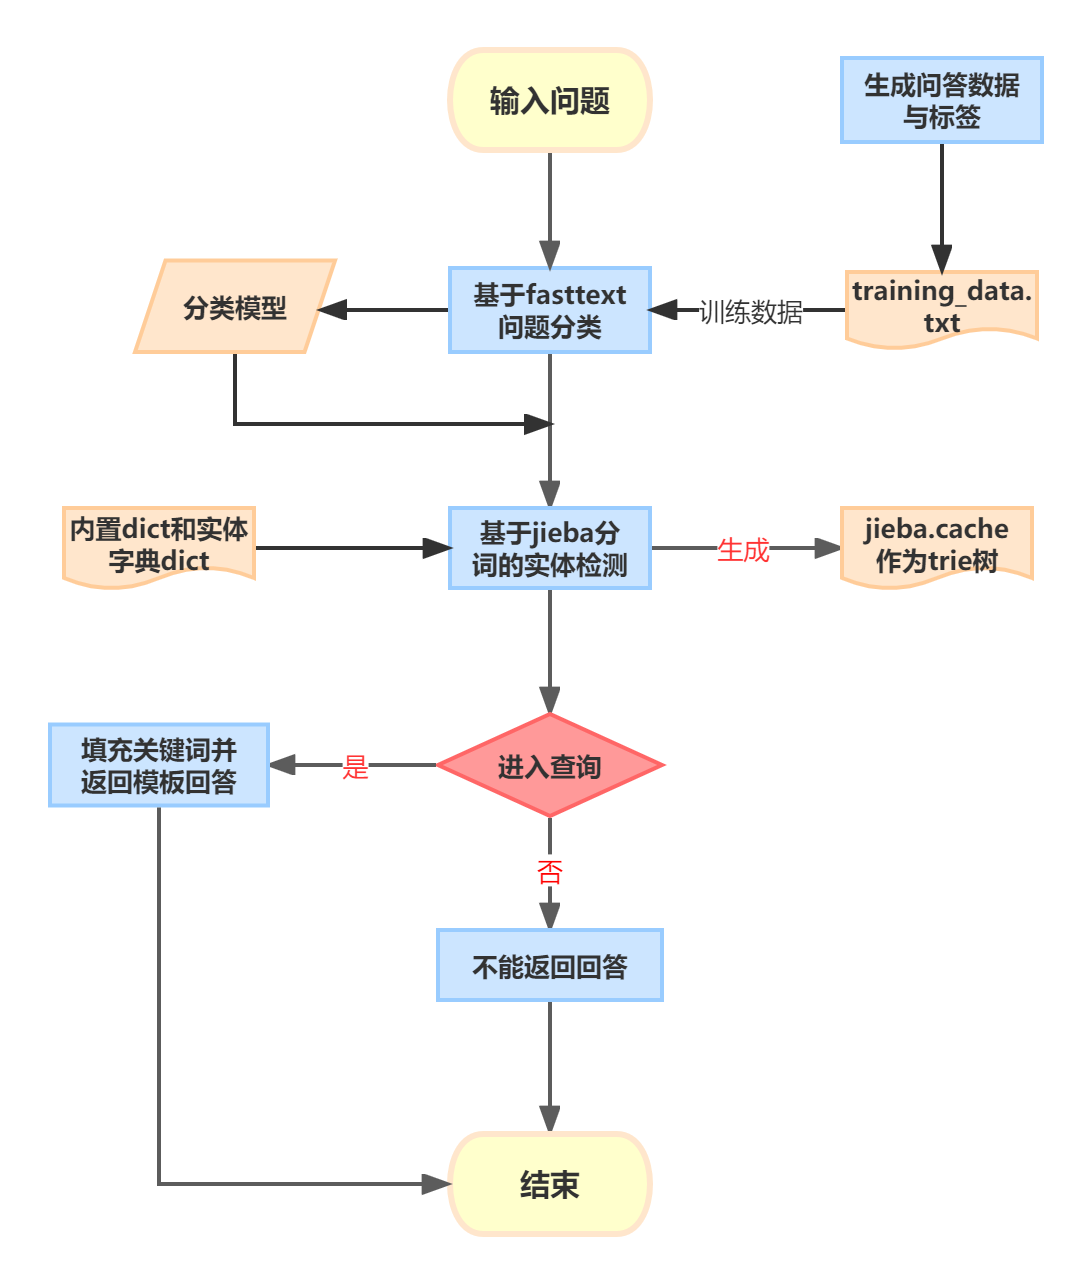 输入问题
生成问答数据
与标签
分类模型
基于fasttext
问题分类
训练数据
training_data.
txt
内置dict和实体
字典dict
基于jieba分
词的实体检测
生成
jieba.cache
作为trie树
填充关键词并
返回模板回答
是
进入查询
否
不能返回回答
结束